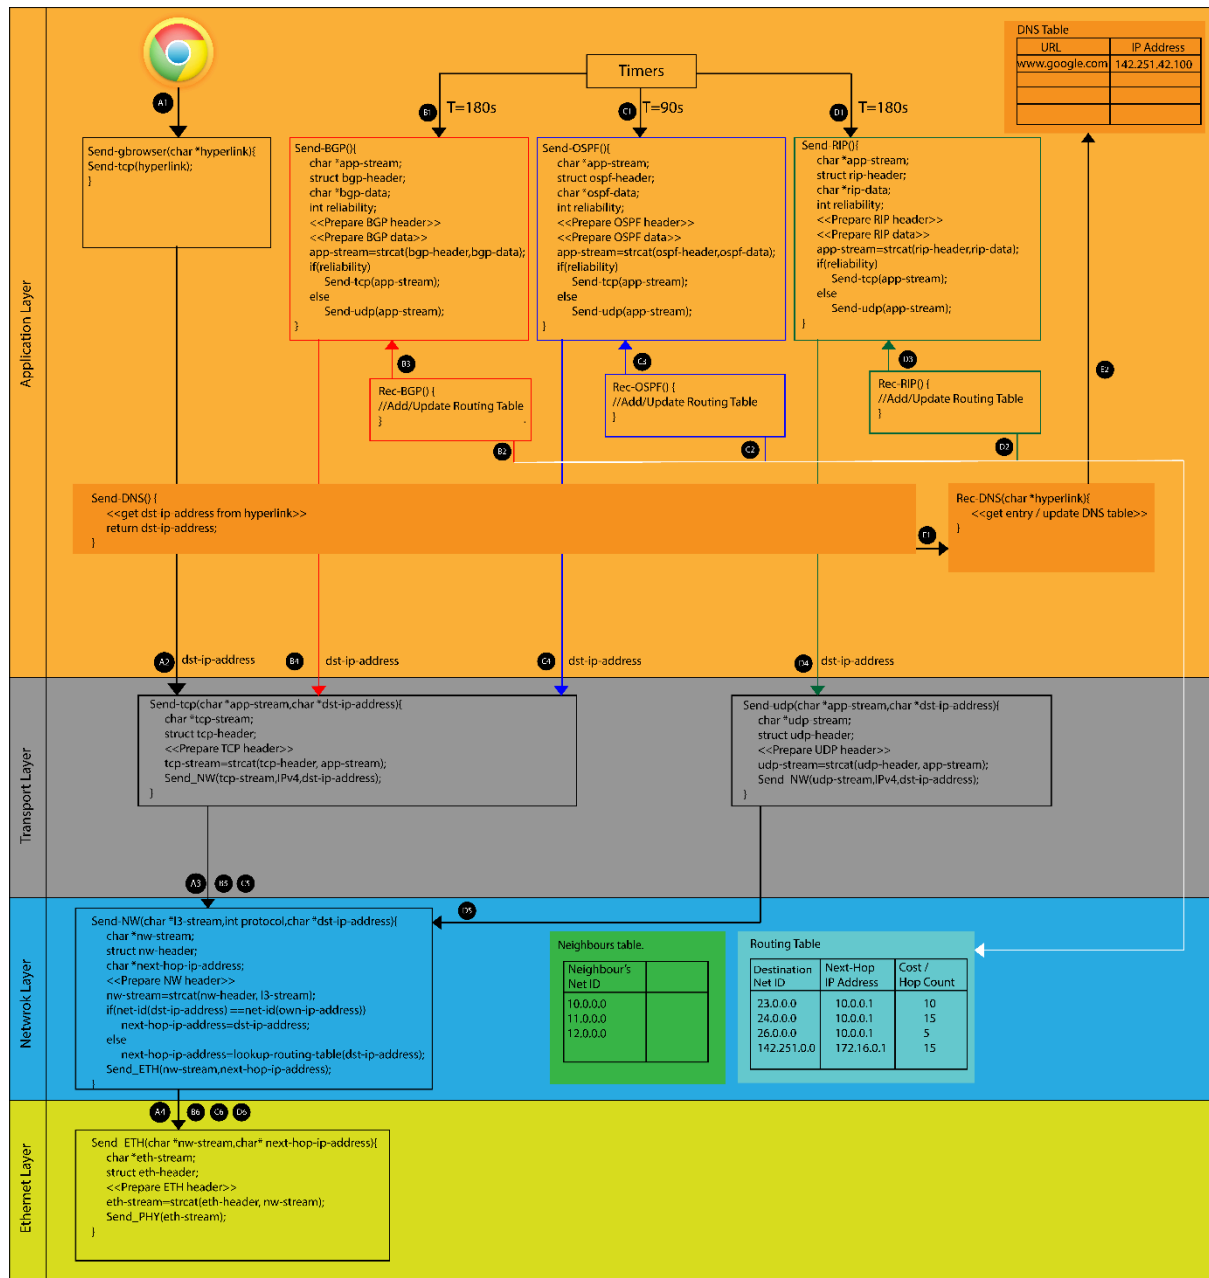 Application Layer
DNS Table
URL IP Address
www.google.com 142.251.42.100
Timers
A1
B1 T=180s
C1 T=90s
D1 T=180s
Send-gbrowser(char *hyperlink){
Send-tcp(hyperlink);
}
Send-BGP(){
char *app-stream;
struct bgp-header;
char *bgp-data;
int reliability;
<<Prepare BGP header>>
<<Prepare BGP data>>
app-stream=strcat(bgp-header,bgp-data);
if(reliability)
Send-tcp(app-stream);
else
Send-udp(app-stream);
}
Send-OSPF(){
char *app-stream;
struct ospf-header;
char *ospf-data;
int reliability;
<<Prepare OSPF header>>
<<Prepare OSPF data>>
app-stream=strcat(ospf-header,ospf-data);
if(reliability)
Send-tcp(app-stream);
else
Send-udp(app-stream);
}
Send-RIP(){
char *app-stream;
struct rip-header;
char *rip-data;
int reliability;
<<Prepare RIP header>>
<<Prepare RIP data>>
app-stream=strcat(rip-header,rip-data);
if(reliability)
Send-tcp(app-stream);
else
Send-udp(app-stream);
}
B3
C3
D3
E2
Rec-BGP() {
//Add/Update Routing Table
}
Rec-OSPF() {
//Add/Update Routing Table
}
Rec-RIP() {
//Add/Update Routing Table
}
B2
C2
D2
Send-DNS() {
<<get dst ip address from hyperlink>>
return dst-ip-address;
}
E1
Rec-DNS(char *hyperlink){
<<get entry / update DNS table>>
}
A2 dst-ip-address
B4 dst-ip-address
C4 dst-ip-address
D4 dst-ip-address
Transport Layer
Send-tcp(char *app-stream,char *dst-ip-address){
char *tcp-stream;
struct tcp-header;
<<Prepare TCP header>>
tcp-stream=strcat(tcp-header, app-stream);
Send_NW(tcp-stream,IPv4,dst-ip-address);
}
Send-udp(char *app-stream,char *dst-ip-address){
char *udp-stream;
struct udp-header;
<<Prepare UDP header>>
udp-stream=strcat(udp-header, app-stream);
Send_NW(udp-stream,IPv4,dst-ip-address);
}
A3 B5 C5
D5
Netwrok Layer
Send-NW(char *l3-stream,int protocol,char *dst-ip-address){
char *nw-stream;
struct nw-header;
char *next-hop-ip-address;
<<Prepare NW header>>
nw-stream=strcat(nw-header, l3-stream);
if(net-id(dst-ip-address) ==net-id(own-ip-address))
next-hop-ip-address=dst-ip-address;
else
next-hop-ip-address=lookup-routing-table(dst-ip-address);
Send_ETH(nw-stream,next-hop-ip-address);
}
Neighbours table.
Neighbour's
Net ID
10.0.0.0
11.0.0.0
12.0.0.0
Routing Table
Destination Next-Hop Cost /
Net ID IP Address Hop Count
23.0.0.0 10.0.0.1 10
24.0.0.0 10.0.0.1 15
26.0.0.0 10.0.0.1 5
142.251.0.0 172.16.0.1 15
A4 B6 C6 D6
Ethernet Layer
Send_ETH(char *nw-stream,char* next-hop-ip-address){
char *eth-stream;
struct eth-header;
<<Prepare ETH header>>
eth-stream=strcat(eth-header, nw-stream);
Send_PHY(eth-stream);
}